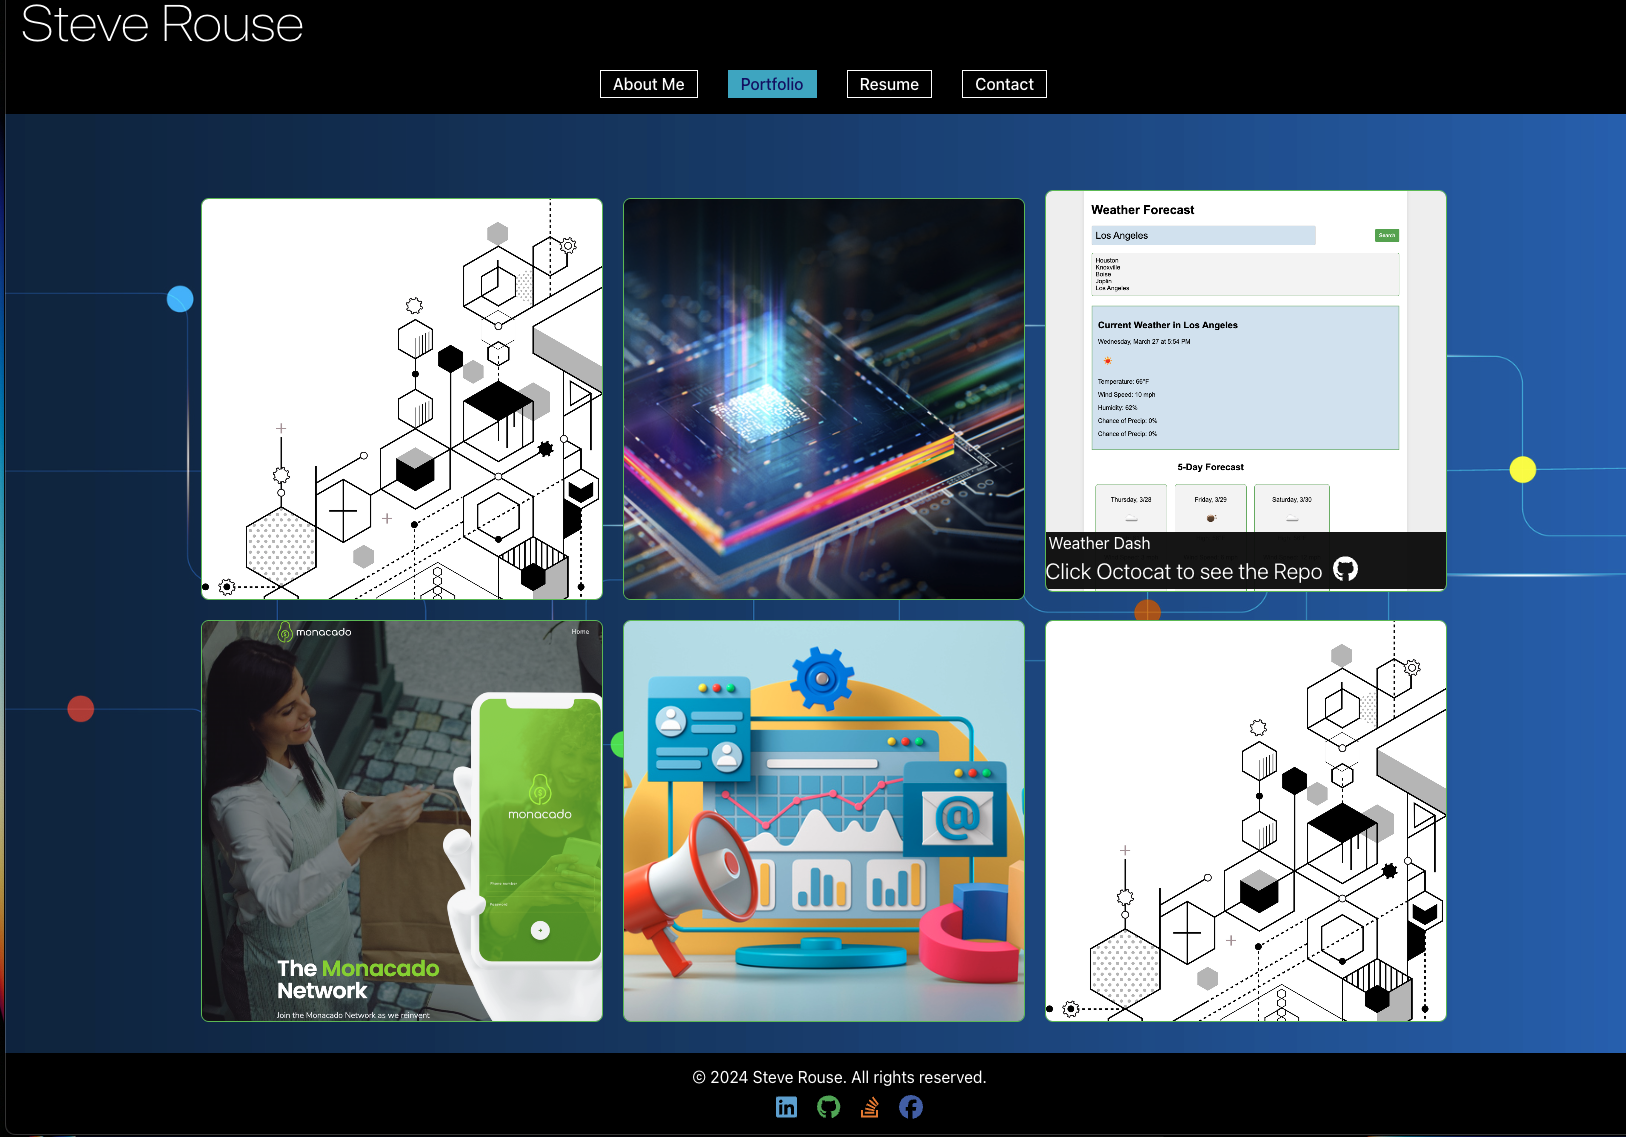 Steve Rouse
About Me
Portfolio
Resume
Contact
Weather Forecast
Los Angeles
Search
Houston
Knoxville
Boise
Joplin
Los Angeles
Current Weather in Los Angeles
Wednesday, March 27 at 5:54 PM
Temperature: 66°F
Wind Speed: 10 mph
Humidity: 62%
Chance of Precip: 0%
Chance of Precip: 0%
5-Day Forecast
Thursday, 3/28
Friday, 3/29
Saturday, 3/30
Weather Dash
Click Octocat to see the Repo
monacado
Home
monacado
The Monacado
Network
Join the Monacado Network as we reinvent
@
© 2024 Steve Rouse. All rights reserved.
in